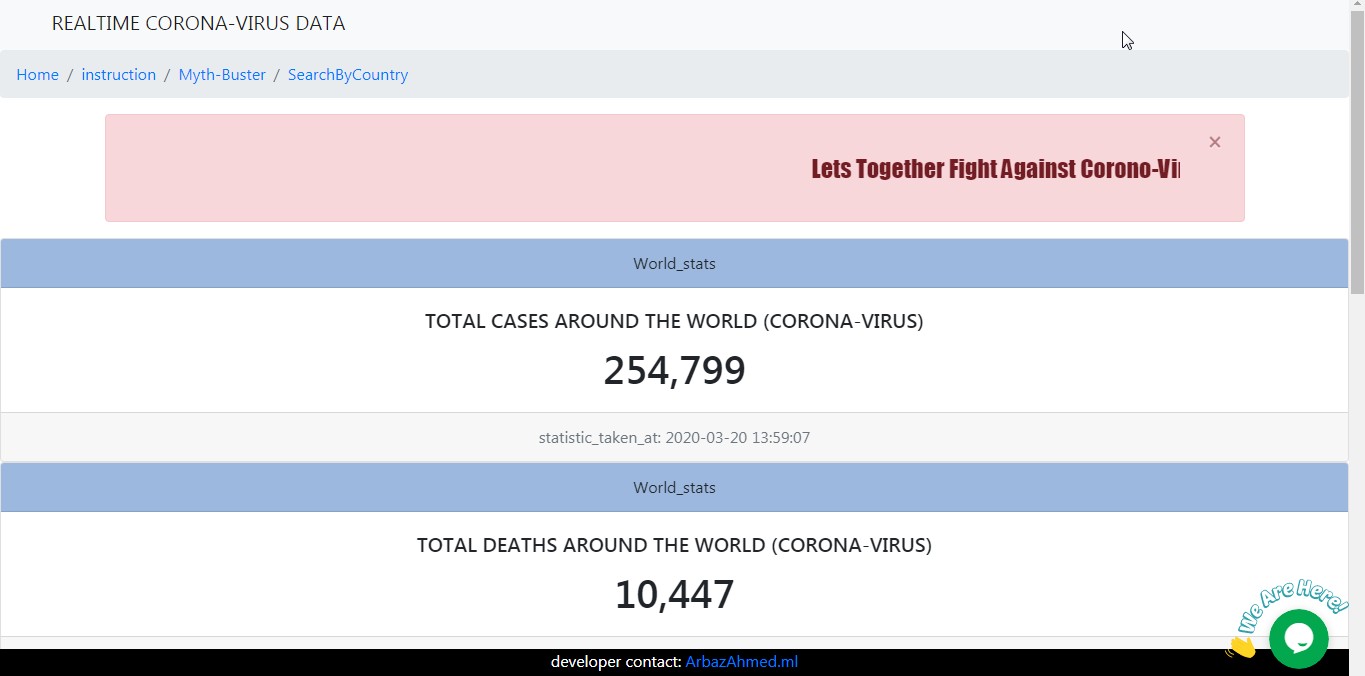 REALTIME CORONA-VIRUS DATA
Home / instruction / Myth-Buster / SearchByCountry
×
Lets Together Fight Against Corono-Vi
World_stats
TOTAL CASES AROUND THE WORLD (CORONA-VIRUS)
254,799
statistic_taken_at: 2020-03-20 13:59:07
World_stats
TOTAL DEATHS AROUND THE WORLD (CORONA-VIRUS)
10,447
We Are Here!
developer contact: ArbazAhmed.ml